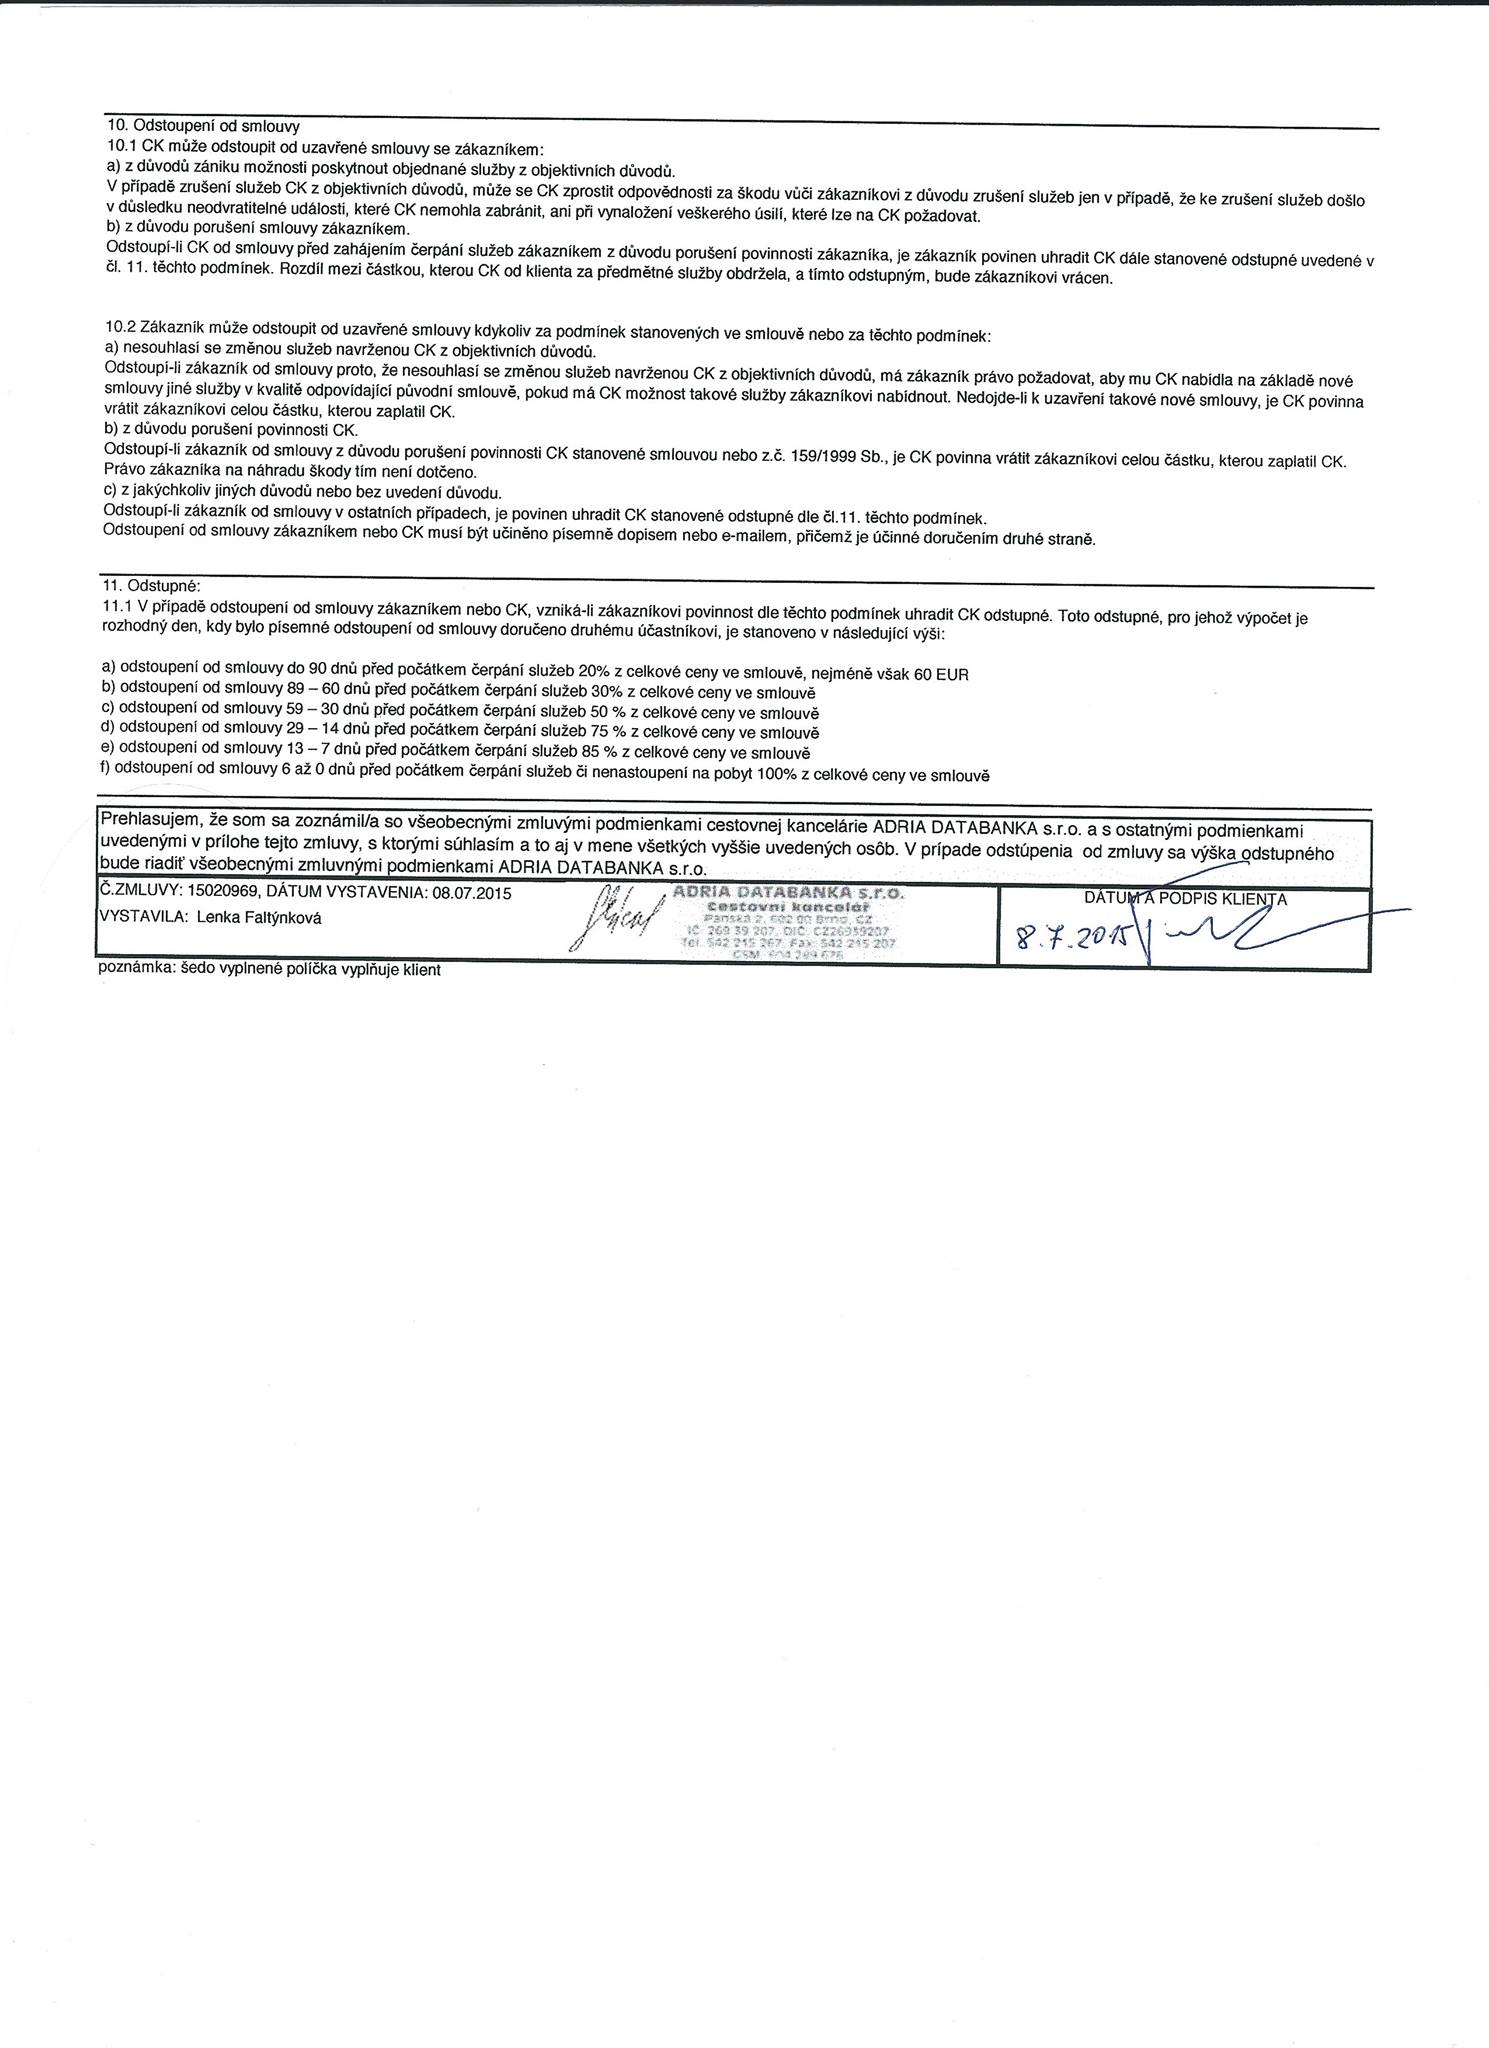 10. Odstoupení od smlouvy
10.1 CK může odstoupit od uzavřené smlouvy se zákazníkem:
a) z důvodů zániku možnosti poskytnout objednané služby z objektivních důvodů.
V případě zrušení služeb CK z objektivních důvodů, může se CK zprostit odpovědnosti za škodu vůči zákazníkovi z důvodu zrušení služeb jen v případě, že ke zrušení služeb došlo
v důsledku neodvratitelné události, které CK nemohla zabránit, ani při vynaložení veškerého úsilí, které lze na CK požadovat.
b) z důvodu porušení smlouvy zákazníkem.
Odstoupí-li CK od smlouvy před zahájením čerpání služeb zákazníkem z důvodu porušení povinnosti zákazníka, je zákazník povinen uhradit CK dále stanovené odstupné uvedené v
čl. 11. těchto podmínek. Rozdíl mezi částkou, kterou CK od klienta za předmětné služby obdržela, a tímto odstupným, bude zákazníkovi vrácen.
10.2 Zákazník může odstoupit od uzavřené smlouvy kdykoliv za podmínek stanovených ve smlouvě nebo za těchto podmínek:
a) nesouhlasí se změnou služeb navrženou CK z objektivních důvodů.
Odstoupí-li zákazník od smlouvy proto, že nesouhlasí se změnou služeb navrženou CK z objektivních důvodů, má zákazník právo požadovat, aby mu CK nabídla na základě nové
smlouvy jiné služby v kvalitě odpovídající původní smlouvě, pokud má CK možnost takové služby zákazníkovi nabídnout. Nedojde-li k uzavření takové nové smlouvy, je CK povinna
vrátit zákazníkovi celou částku, kterou zaplatil CK.
b) z důvodu porušení povinnosti CK.
Odstoupí-li zákazník od smlouvy z důvodu porušení povinnosti CK stanovené smlouvou nebo z.č. 159/1999 Sb., je CK povinna vrátit zákazníkovi celou částku, kterou zaplatil CK.
Právo zákazníka na náhradu škody tím není dotčeno.
c) z jakýchkoliv jiných důvodů nebo bez uvedení důvodu.
Odstoupí-li zákazník od smlouvy v ostatních případech, je povinen uhradit CK stanovené odstupné dle čl.11. těchto podmínek.
Odstoupení od smlouvy zákazníkem nebo CK musí být učiněno písemně dopisem nebo e-mailem, přičemž je účinné doručením druhé straně.
11. Odstupné:
11.1 V případě odstoupení od smlouvy zákazníkem nebo CK, vzniká-li zákazníkovi povinnost dle těchto podmínek uhradit CK odstupné. Toto odstupné, pro jehož výpočet je
rozhodný den, kdy bylo písemné odstoupení od smlouvy doručeno druhému účastníkovi, je stanoveno v následující výši:
a) odstoupení od smlouvy do 90 dnů před počátkem čerpání služeb 20% z celkové ceny ve smlouvě, nejméně však 60 EUR
b) odstoupení od smlouvy 89 – 60 dnů před počátkem čerpání služeb 30% z celkové ceny ve smlouvě
c) odstoupení od smlouvy 59 – 30 dnů před počátkem čerpání služeb 50 % z celkové ceny ve smlouvě
d) odstoupení od smlouvy 29 – 14 dnů před počátkem čerpání služeb 75 % z celkové ceny ve smlouvě
e) odstoupení od smlouvy 13 – 7 dnů před počátkem čerpání služeb 85 % z celkové ceny ve smlouvě
f) odstoupení od smlouvy 6 až 0 dnů před počátkem čerpání služeb či nenastoupení na pobyt 100% z celkové ceny ve smlouvě
Prehlasujem, že som sa zoznámil/a so všeobecnými zmluvými podmienkami cestovnej kancelárie ADRIA DATABANKA s.r.o. a s ostatnými podmienkami
uvedenými v prílohe tejto zmluvy, s ktorými súhlasím a to aj v mene všetkých vyššie uvedených osôb. V prípade odstúpenia od zmluvy sa výška odstupného
bude riadiť všeobecnými zmluvnými podmienkami ADRIA DATABANKA s.r.o.
Č.ZMLUVY: 15020969, DÁTUM VYSTAVENIA: 08.07.2015
VYSTAVILA: Lenka Faltýnková
ADRIA DATABANKA s.r.o.
Cestovní kancelář
Panská 2, 602 00 Brno, CZ
IČ 269 39 207, DIČ CZ26939207
Tel. 542 215 267, Fax 542 215 207
DÁTUM A PODPIS KLIENTA
8.7.2015
poznámka: šedo vyplnené políčka vyplňuje klient